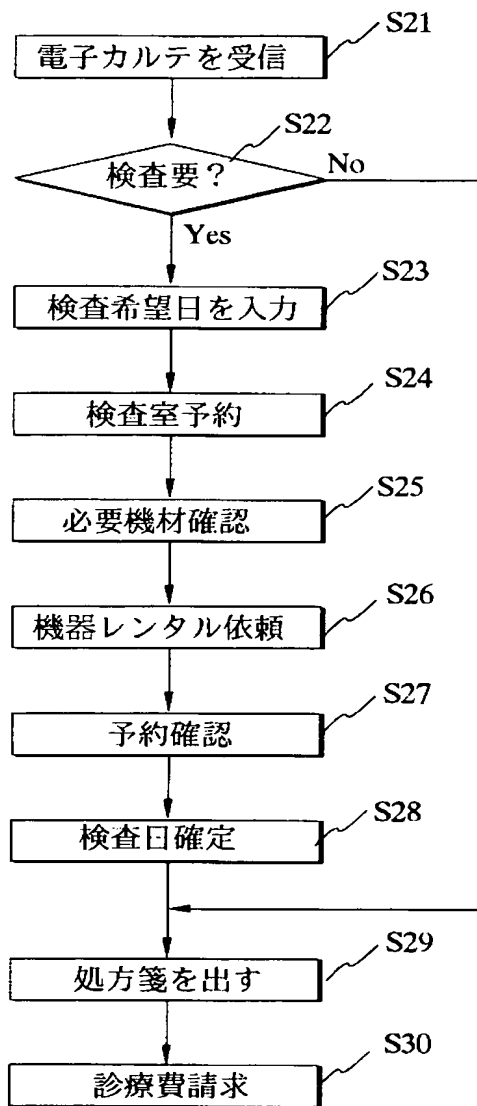 S21
電子カルテを受信
S22
検査要?
No
Yes
S23
検査希望日を入力
S24
検査室予約
S25
必要機材確認
S26
機器レンタル依頼
S27
予約確認
S28
検査日確定
S29
処方箋を出す
S30
診療費請求